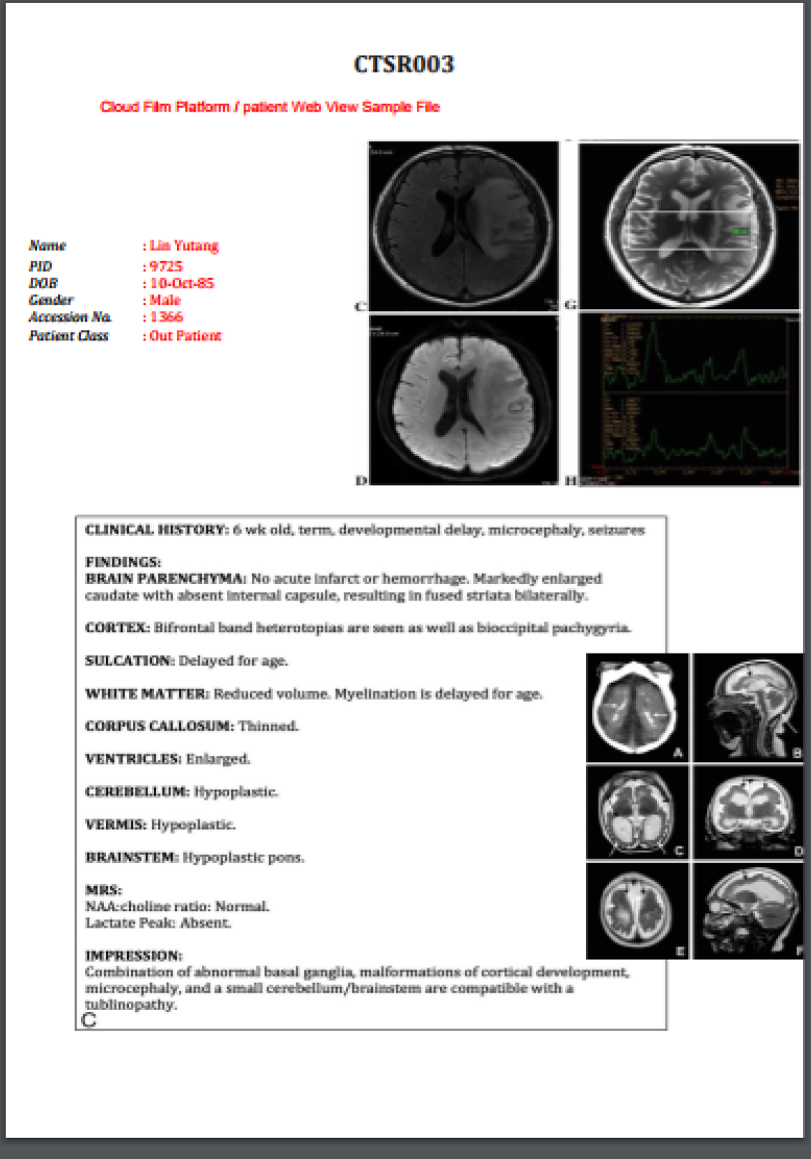 CTSR003
Cloud Film Platform / patient Web View Sample File
Name : Lin Yutang
PID : 9725
DOB : 10-Oct-85
Gender : Male
Accession No. : 1366
Patient Class : Out Patient
C
G
D
H
CLINICAL HISTORY: 6 wk old, term, developmental delay, microcephaly, seizures
FINDINGS:
BRAIN PARENCHYMA: No acute infarct or hemorrhage. Markedly enlarged
caudate with absent internal capsule, resulting in fused striata bilaterally.
CORTEX: Bifrontal band heterotopias are seen as well as bioccipital pachygyria.
SULCATION: Delayed for age.
WHITE MATTER: Reduced volume. Myelination is delayed for age.
CORPUS CALLOSUM: Thinned.
VENTRICLES: Enlarged.
CEREBELLUM: Hypoplastic.
VERMIS: Hypoplastic.
BRAINSTEM: Hypoplastic pons.
MRS:
NAA:choline ratio: Normal.
Lactate Peak: Absent.
IMPRESSION:
Combination of abnormal basal ganglia, malformations of cortical development,
microcephaly, and a small cerebellum/brainstem are compatible with a
tublinopathy.
C
A
B
C
D
E
F